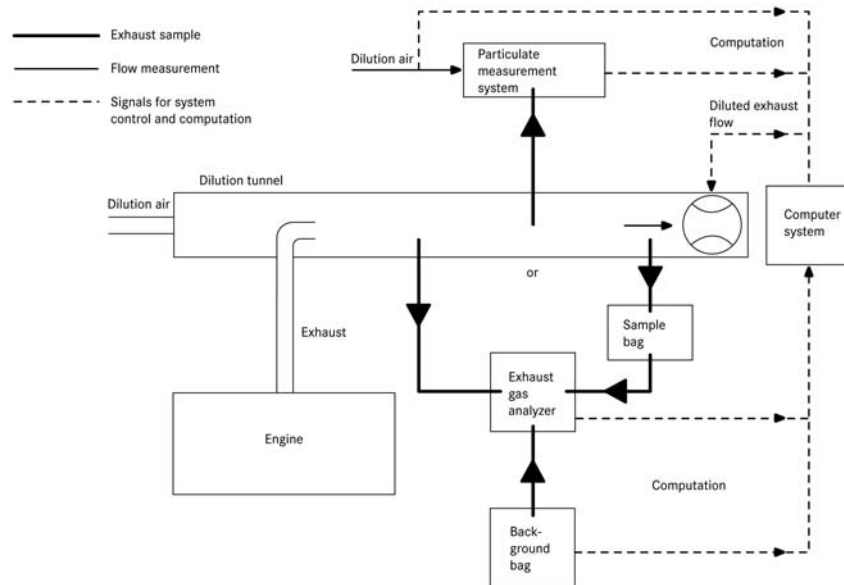 Exhaust sample
Flow measurement
Signals for system
control and computation
Dilution air
Particulate
measurement
system
Computation
Diluted exhaust
flow
Dilution tunnel
Dilution air
Computer
system
or
Exhaust
Sample
bag
Exhaust
gas
analyzer
Engine
Computation
Back-
ground
bag